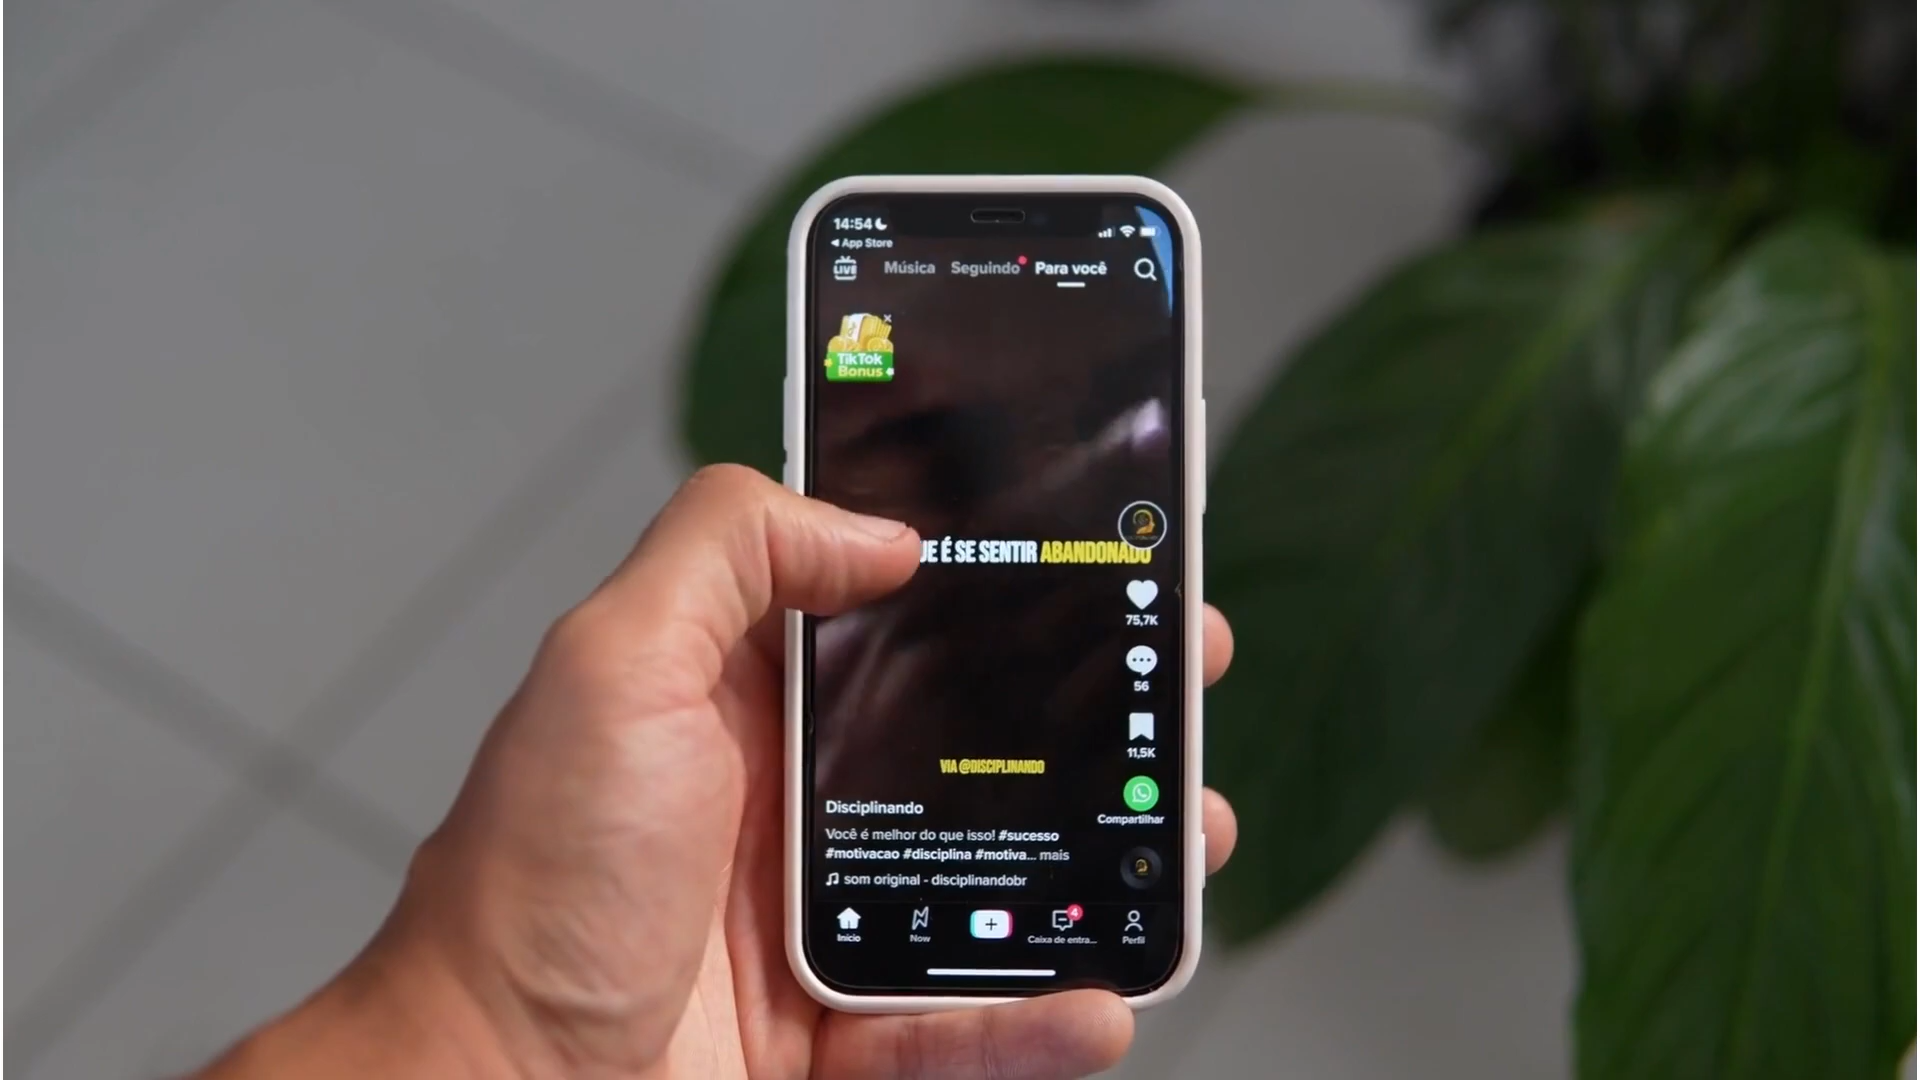 14:54
App Store
LIVE
Música Seguindo Para você
TikTok
Bonus
É SE SENTIR ABANDONADO
75,7K
56
11,5K
VIA @DISCIPLINANDO
Compartilhar
Disciplinando
Você é melhor do que isso! #sucesso
#motivacao #disciplina #motiva... mais
som original - disciplinandobr
4
Início Now Caixa de entra... Perfil